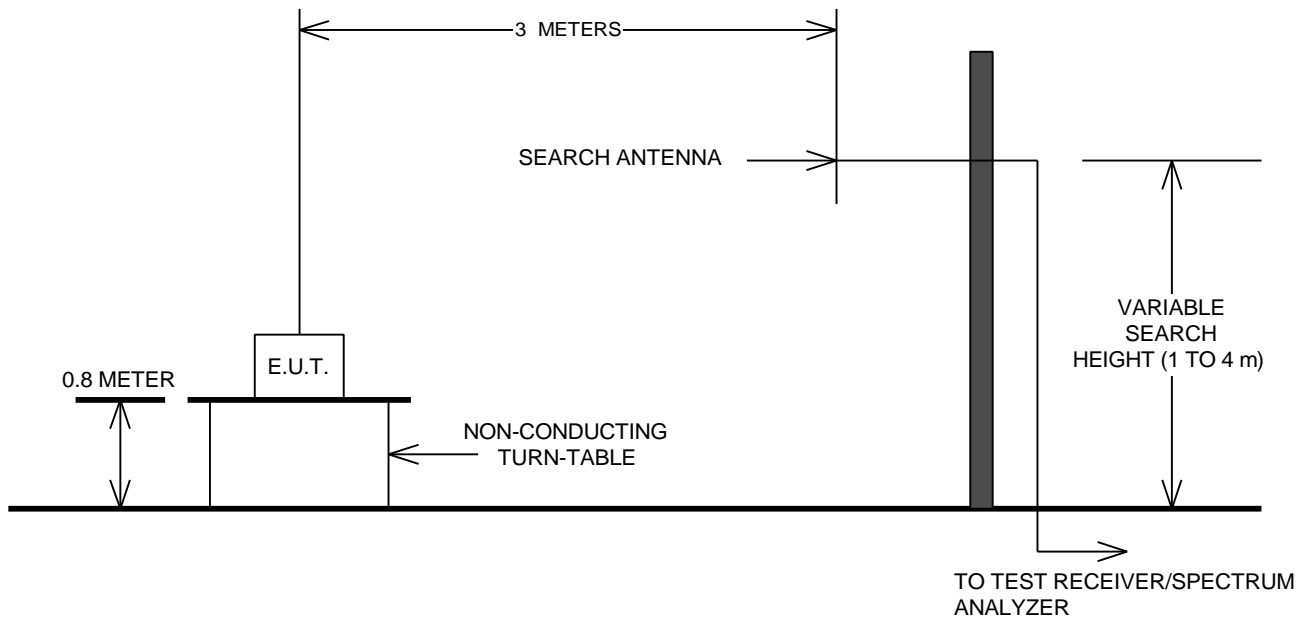 3 METERS
SEARCH ANTENNA
VARIABLE
SEARCH
HEIGHT (1 TO 4 m)
E.U.T.
0.8 METER
NON-CONDUCTING
TURN-TABLE
TO TEST RECEIVER/SPECTRUM
ANALYZER